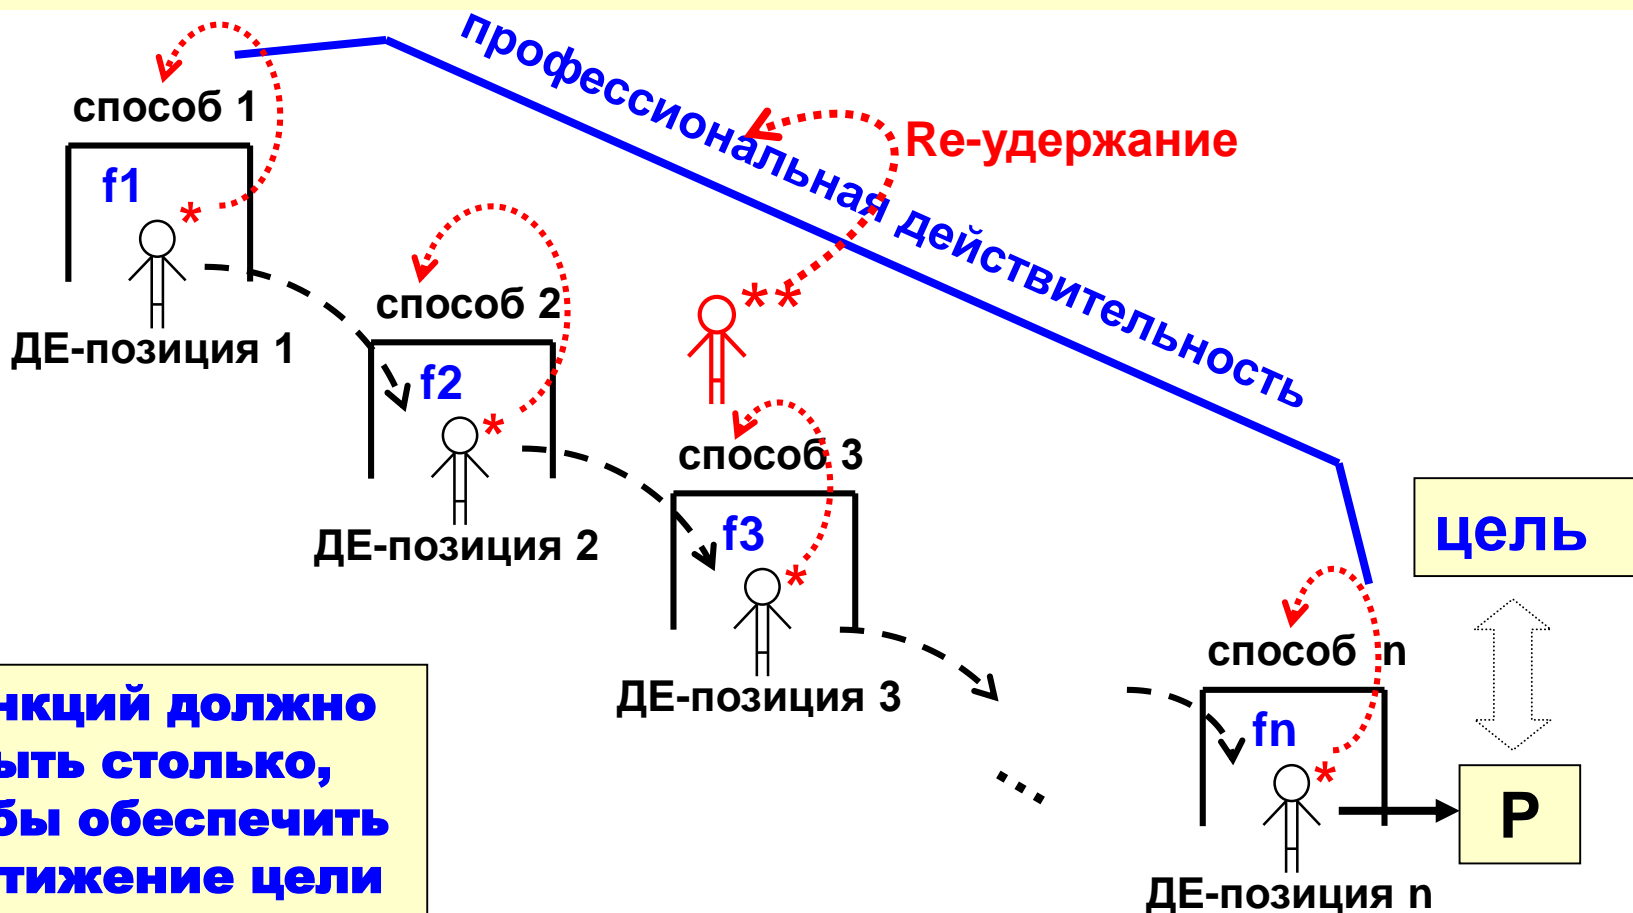 профессиональная действительность
способ 1
Re-удержание
f1
*
ДЕ-позиция 1
способ 2
**
f2
*
ДЕ-позиция 2
способ 3
f3
*
ДЕ-позиция 3
цель
способ n
fn
*
ДЕ-позиция n
Р
...
нкций должно
ыть столько,
бы обеспечить
тижение цели